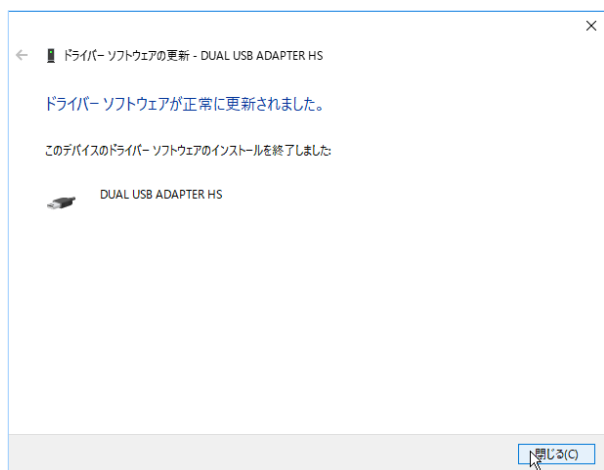 ドライバー ソフトウェアの更新 - DUAL USB ADAPTER HS
ドライバー ソフトウェアが正常に更新されました。
このデバイスのドライバー ソフトウェアのインストールを終了しました:
DUAL USB ADAPTER HS
閉じる(C)